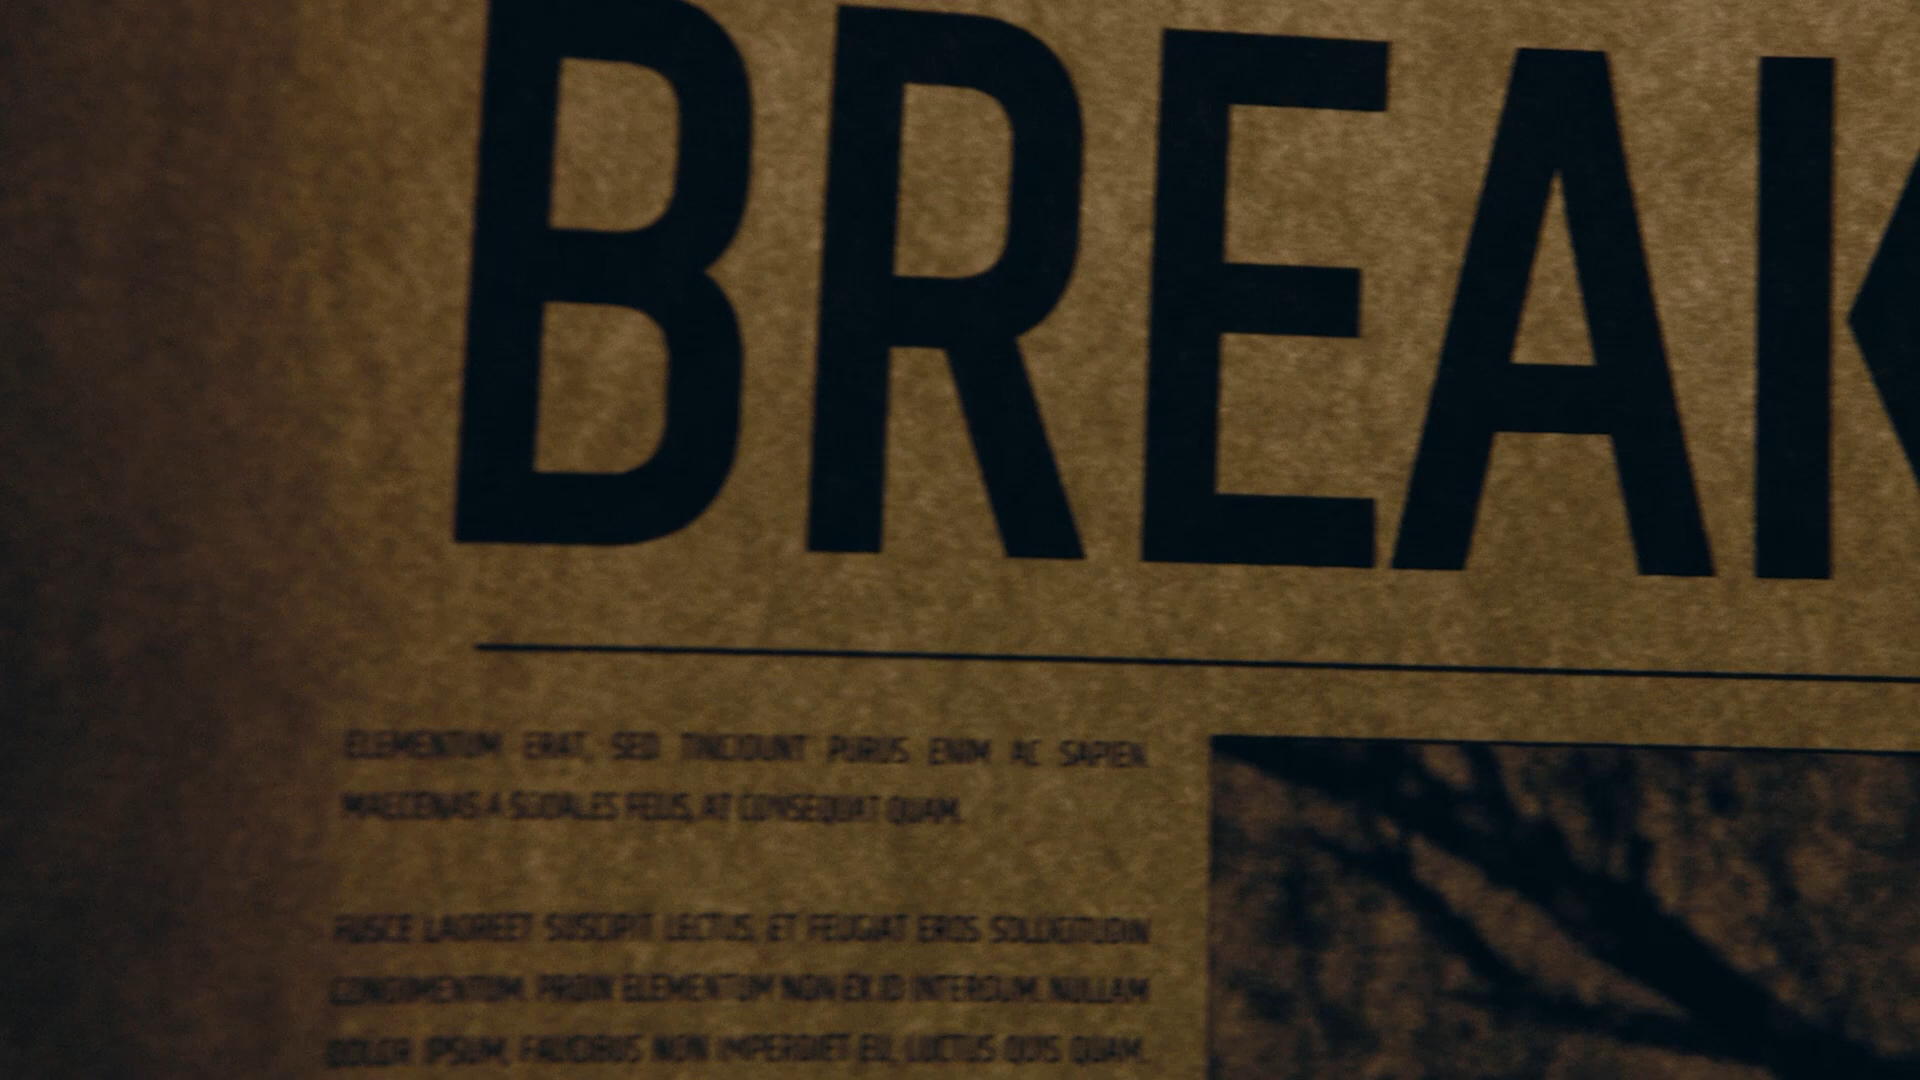 BREAK
ELEMENTUM ERAT, SED TINCIDUNT PURUS ENIM AC SAPIEN.
MAECENAS A SODALES FELIS, AT CONSEQUAT QUAM.
FUSCE LAOREET SUSCIPIT LECTUS, ET FEUGIAT EROS SOLLICITUDIN
CONDIMENTUM. PROIN ELEMENTUM NON EX ID INTERDUM. NULLAM
DOLOR IPSUM, FAUCIBUS NON IMPERDIET EU, LUCTUS QUIS QUAM.